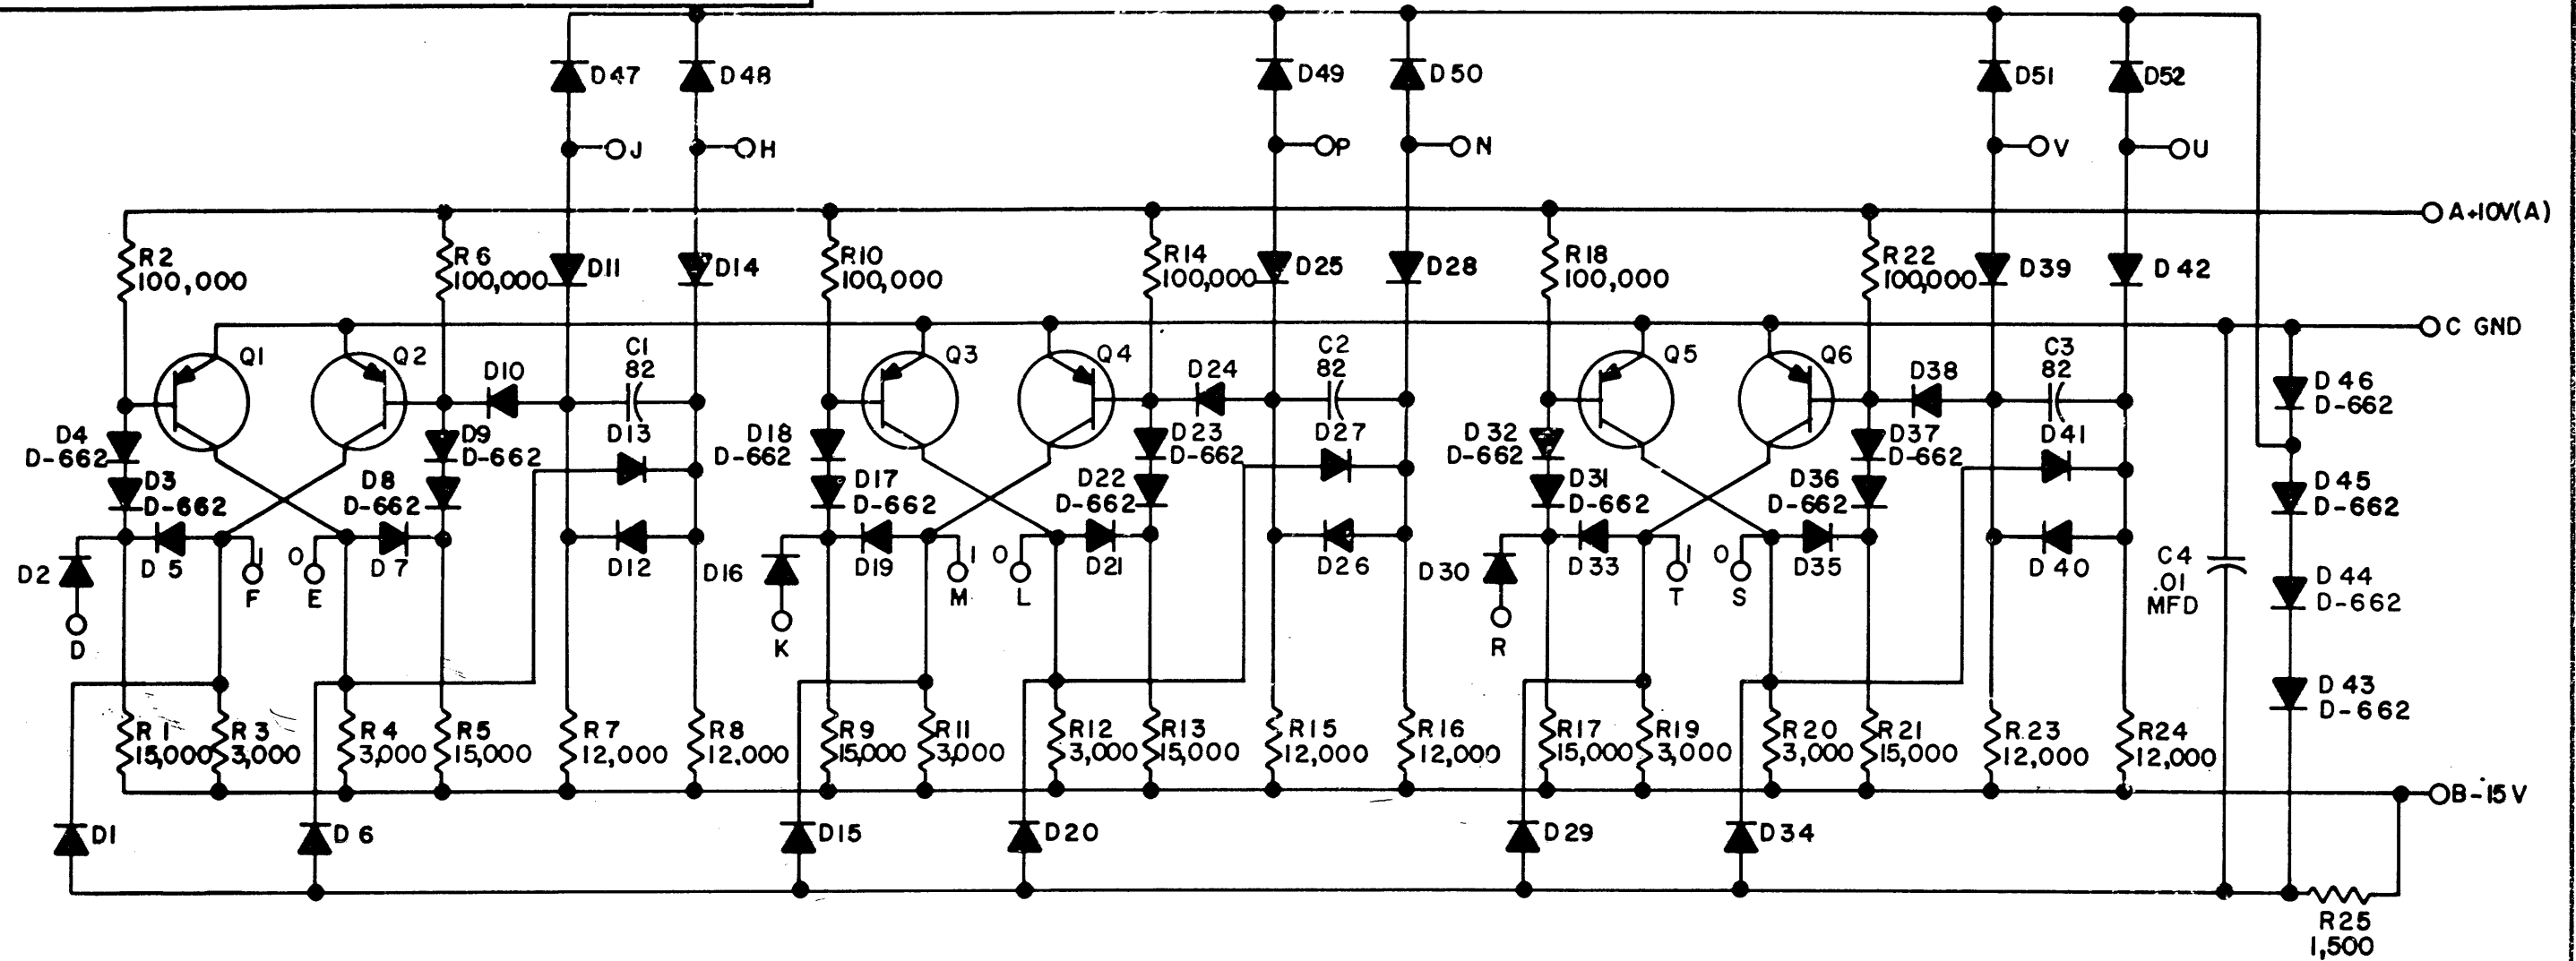 D47
D48
D49
D50
D51
D52
J
H
P
N
V
U
A+10V(A)
R2
100,000
R6
100,000
D11
D14
R10
100,000
R14
100,000
D25
D28
R18
100,000
R22
100,000
D39
D42
C GND
Q1
Q2
D10
C1
82
Q3
Q4
D24
C2
82
Q5
Q6
D38
C3
82
D46
D-662
D4
D-662
D9
D-662
D13
D18
D-662
D23
D-662
D27
D32
D-662
D37
D-662
D41
D3
D-662
D8
D-662
D17
D-662
D22
D-662
D31
D-662
D36
D-662
D45
D-662
D2
D5
1
F
0
E
D7
D12
D16
D19
1
M
0
L
D21
D26
D30
D33
1
T
0
S
D35
D40
C4
.01
MFD
D44
D-662
D
K
R
D43
D-662
R1
15,000
R3
3,000
R4
3,000
R5
15,000
R7
12,000
R8
12,000
R9
15,000
R11
3,000
R12
3,000
R13
15,000
R15
12,000
R16
12,000
R17
15,000
R19
3,000
R20
3,000
R21
15,000
R23
12,000
R24
12,000
B-15V
D1
D6
D15
D20
D29
D34
R25
1,500